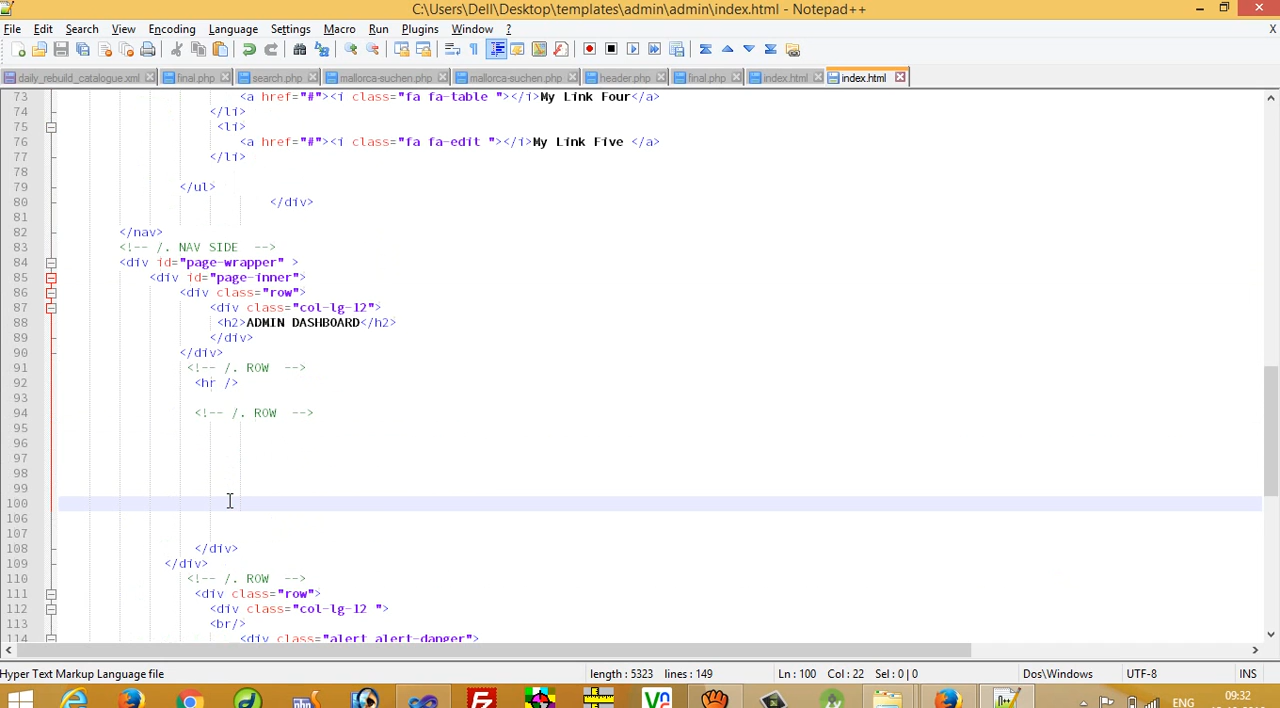 C:\Users\Dell\Desktop\templates\admin\admin\index.html - Notepad++
File Edit Search View Encoding Language Settings Macro Run Plugins Window ? X
daily_rebuild_catalogue.xml final.php search.php mallorca-suchen.php mallorca-suchen.php header.php final.php index.html index.html
73 <a href="#"><i class="fa fa-table "></i>My Link Four</a>
74 </li>
75 <li>
76 <a href="#"><i class="fa fa-edit "></i>My Link Five </a>
77 </li>
78
79 </ul>
80 </div>
81
82 </nav>
83 <!-- /. NAV SIDE -->
84 <div id="page-wrapper" >
85 <div id="page-inner">
86 <div class="row">
87 <div class="col-lg-12">
88 <h2>ADMIN DASHBOARD</h2>
89 </div>
90 </div>
91 <!-- /. ROW -->
92 <hr />
93
94 <!-- /. ROW -->
95
96
97
98
99
100
106
107
108 </div>
109 </div>
110 <!-- /. ROW -->
111 <div class="row">
112 <div class="col-lg-12 ">
113 <br/>
114 <div class="alert alert-danger">
Hyper Text Markup Language file length : 5323 lines : 149 Ln : 100 Col : 22 Sel : 0 | 0 Dos\Windows UTF-8 INS
ENG 09:32